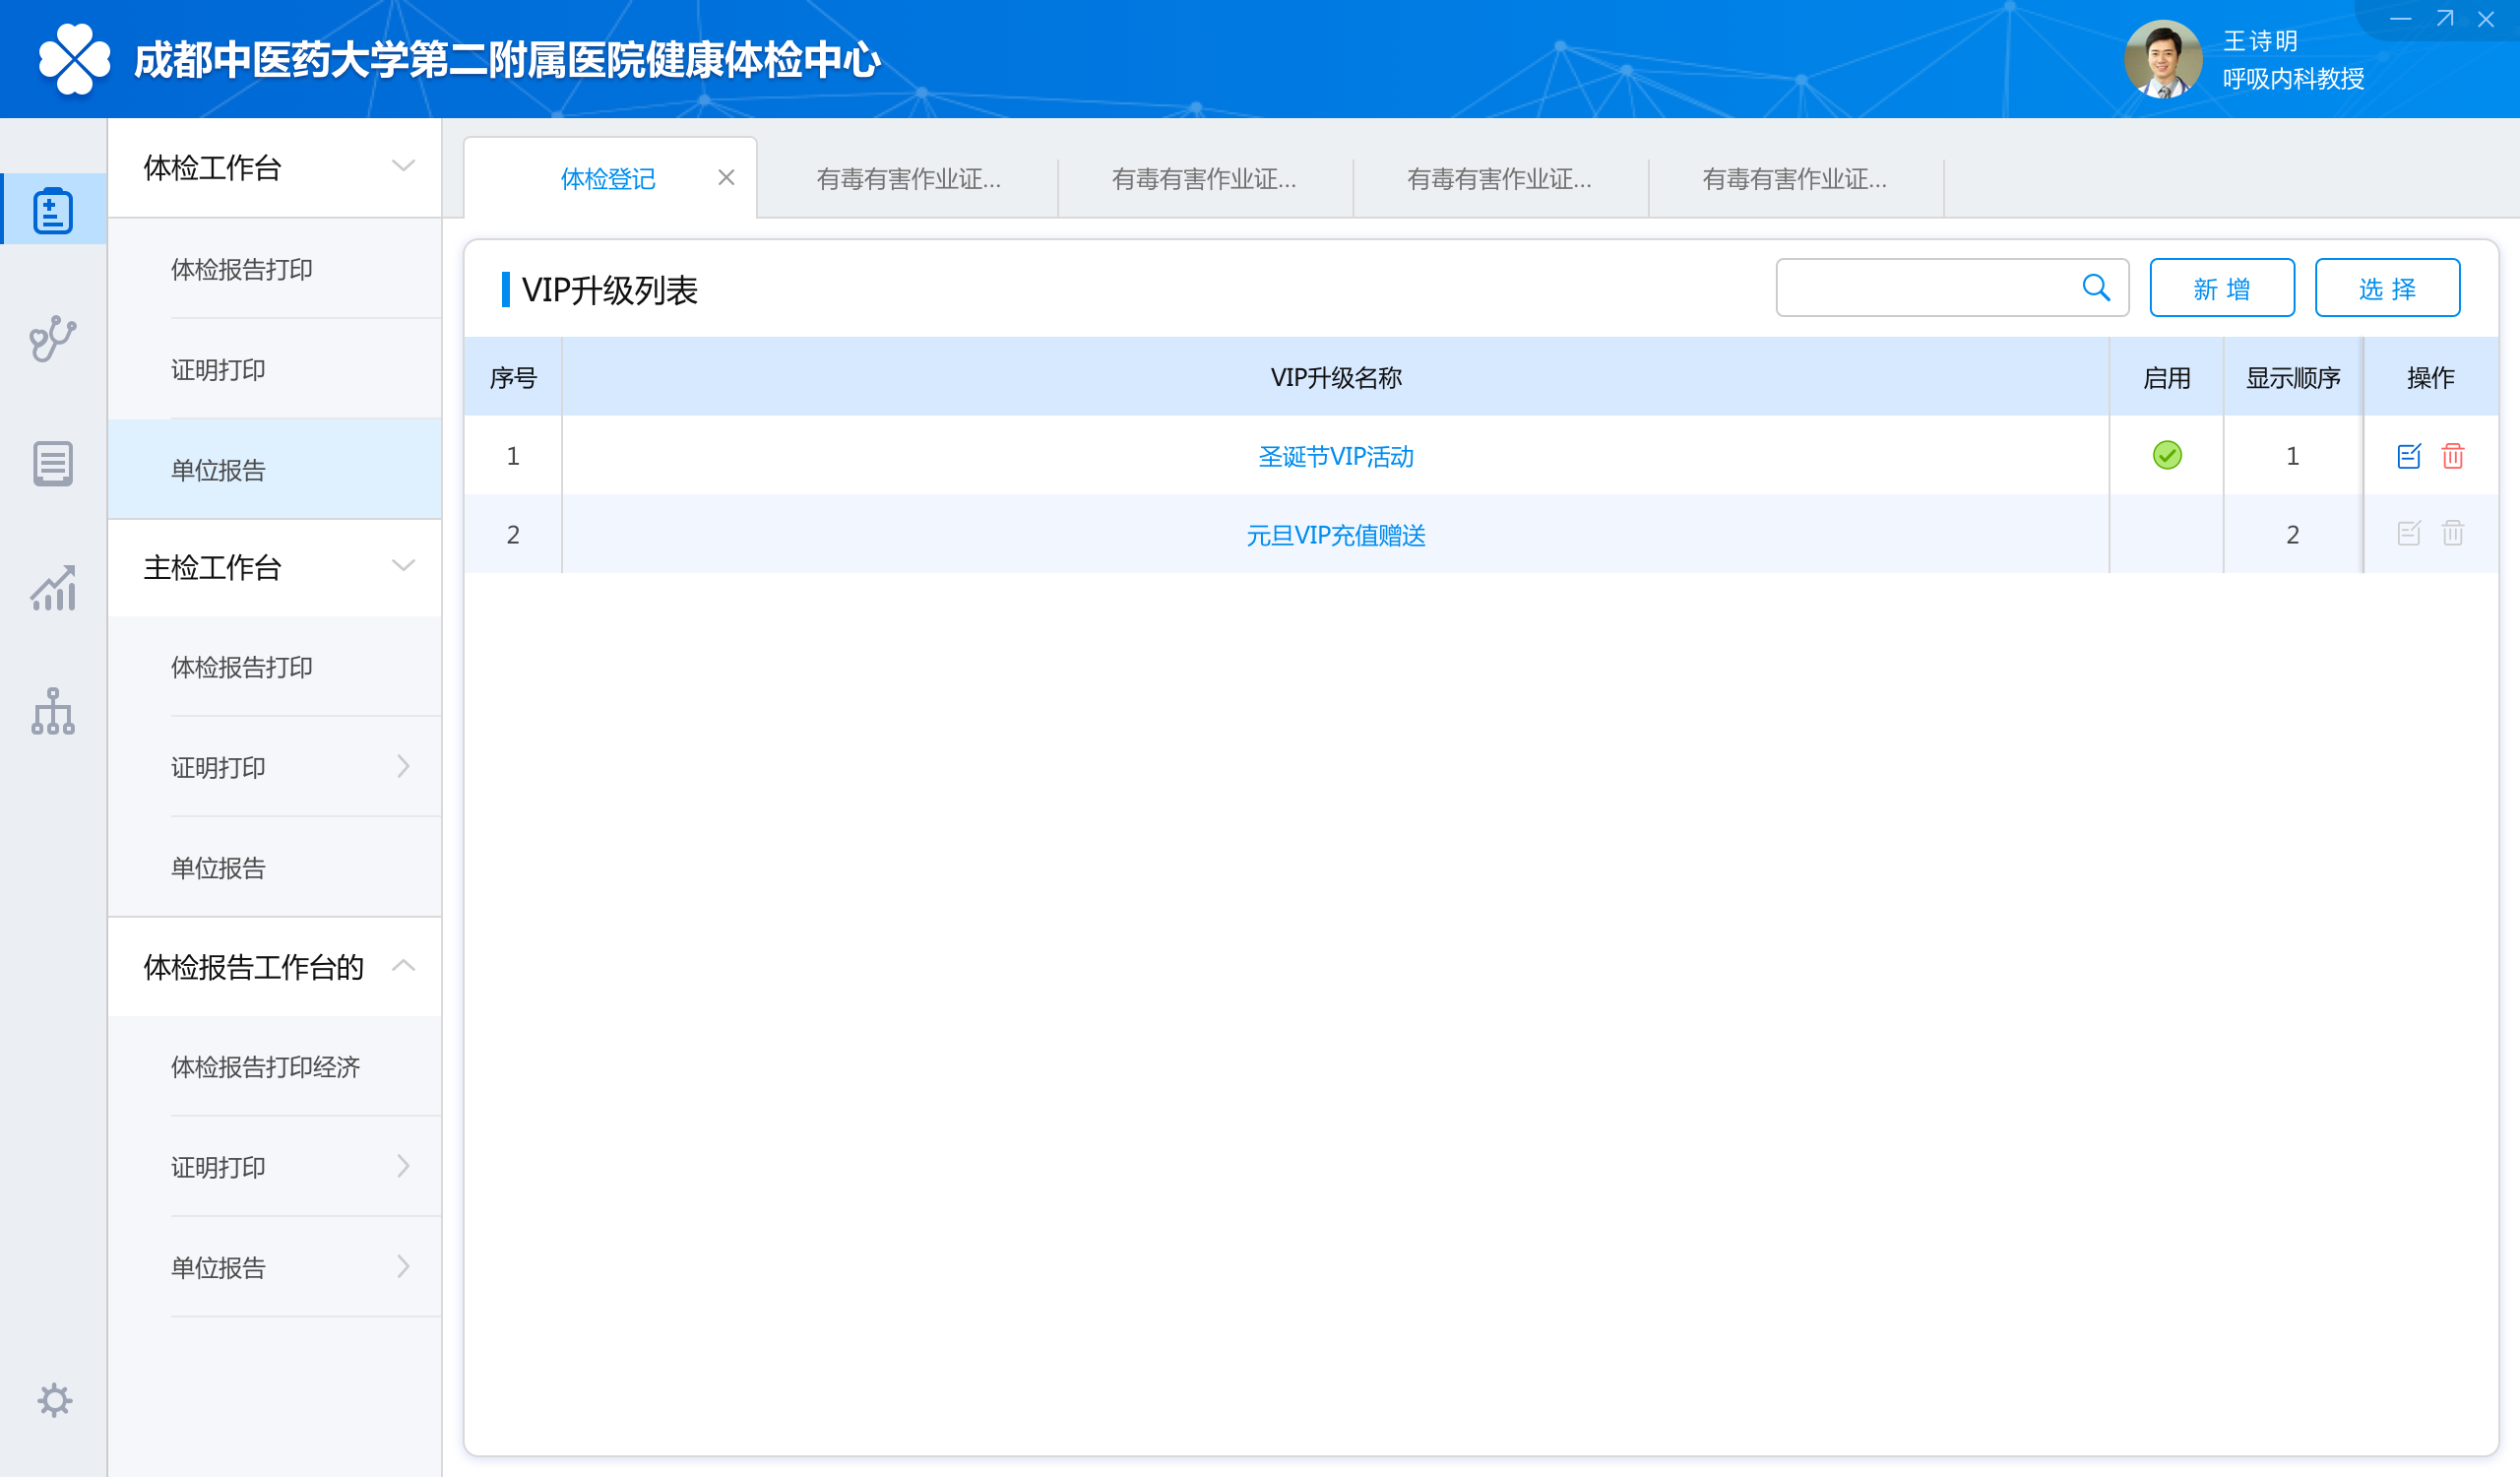 成都中医药大学第二附属医院健康体检中心
王诗明
呼吸内科教授
体检工作台
体检报告打印
证明打印
单位报告
主检工作台
体检报告打印
证明打印
单位报告
体检报告工作台的
体检报告打印经济
证明打印
单位报告
体检登记
有毒有害作业证...
有毒有害作业证...
有毒有害作业证...
有毒有害作业证...
VIP升级列表
新 增
选 择
序号 VIP升级名称 启用 显示顺序 操作
1 圣诞节VIP活动 1
2 元旦VIP充值赠送 2